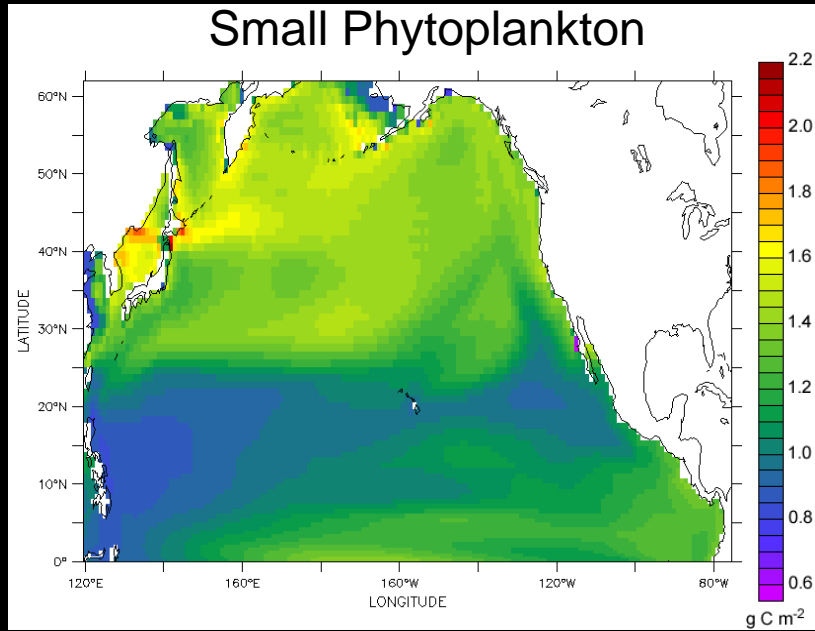 Small Phytoplankton
2.2
60°N
2.0
50°N
1.8
40°N
1.6
LATITUDE
30°N
1.4
20°N
1.2
10°N
1.0
0°
0.8
120°E 160°E 160°W 120°W 80°W
0.6
LONGITUDE
g C m⁻²